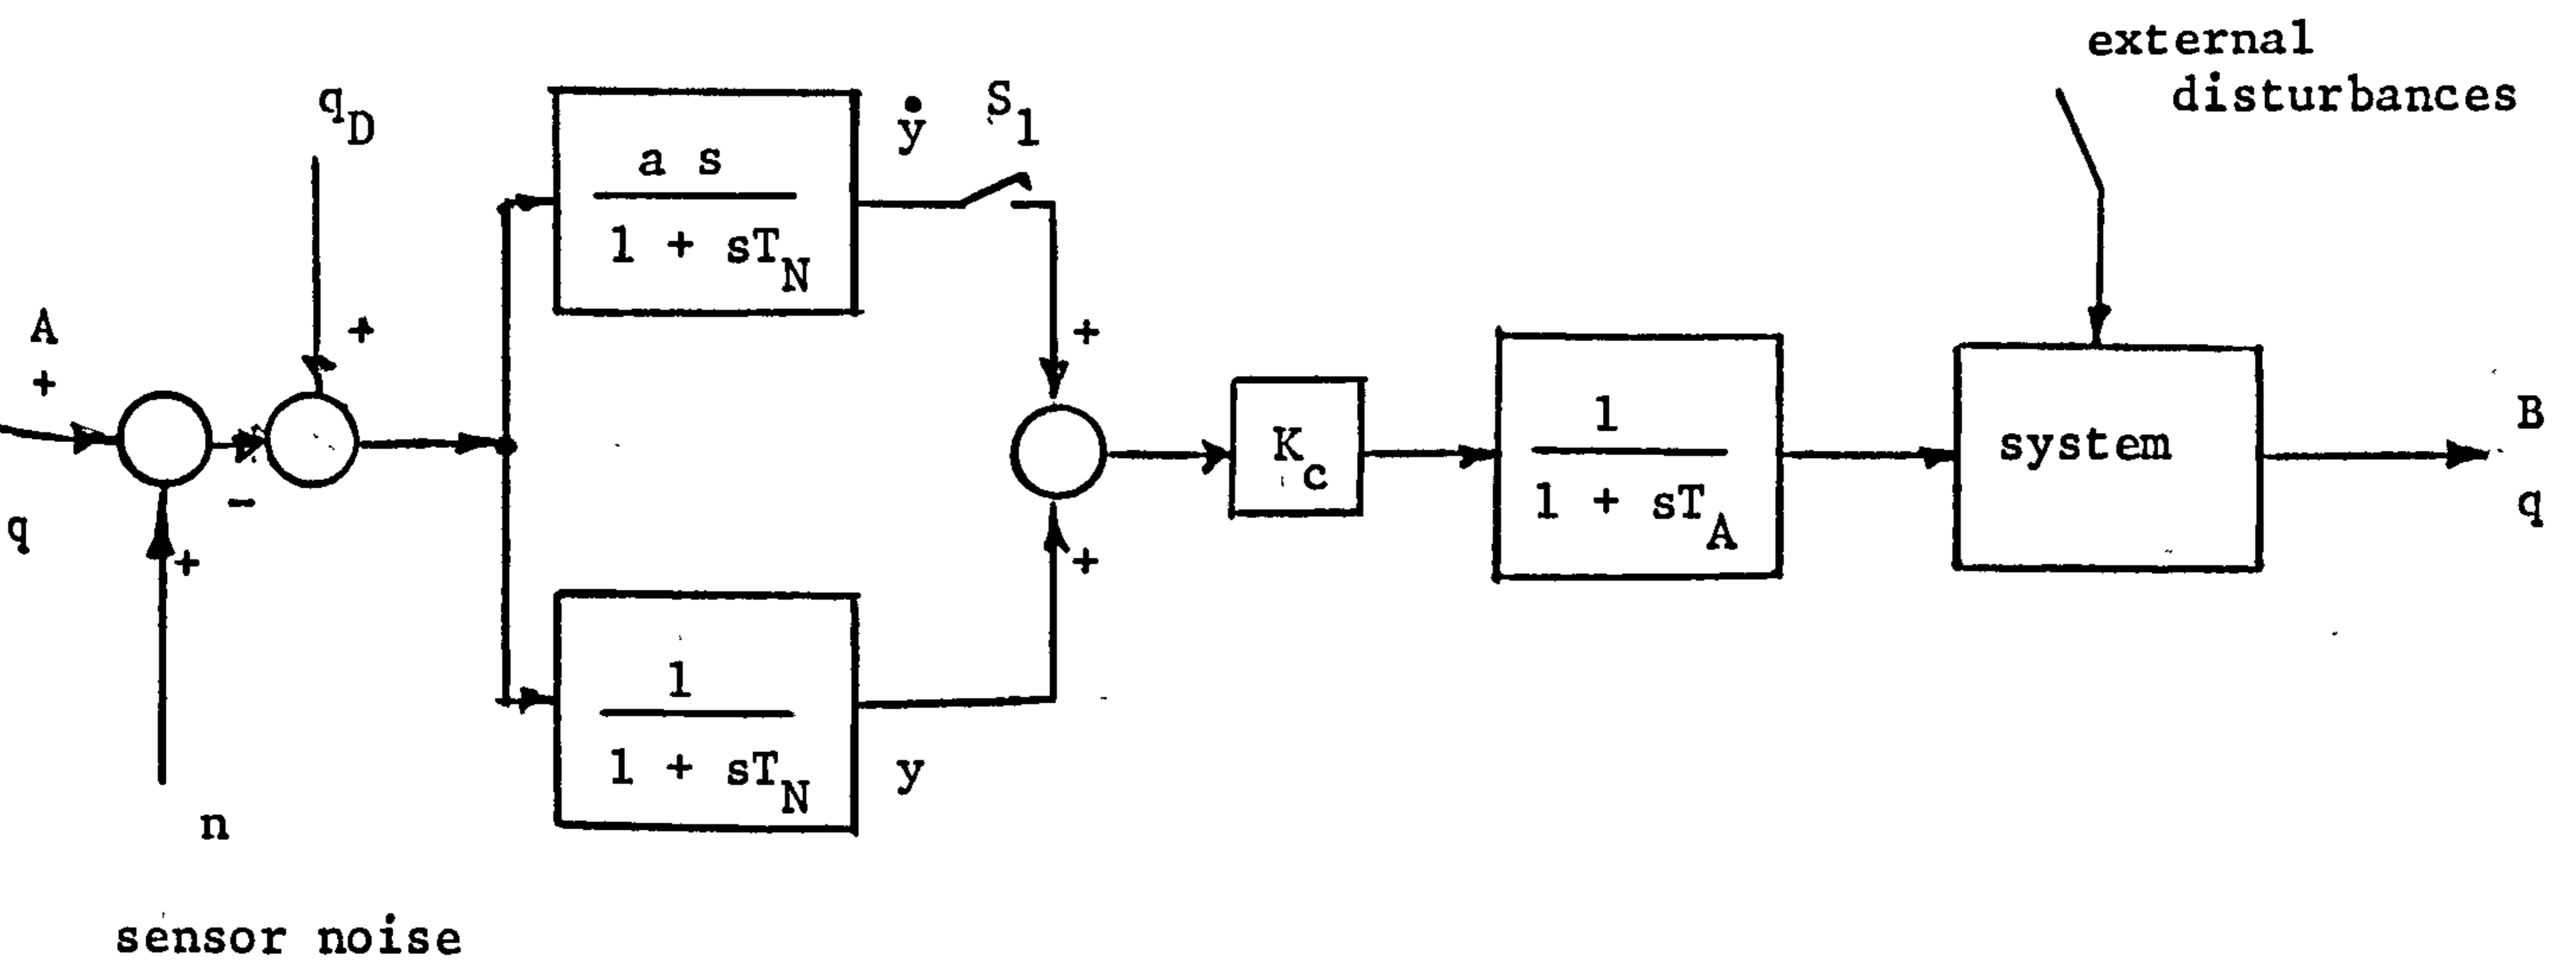 external
disturbances
q_D
ẏ
S_1
a s
1 + sT_N
A
+
+
+
1
1 + sT_A
K_c
system
B
q
q
-
+
+
1
1 + sT_N
y
n
sensor noise